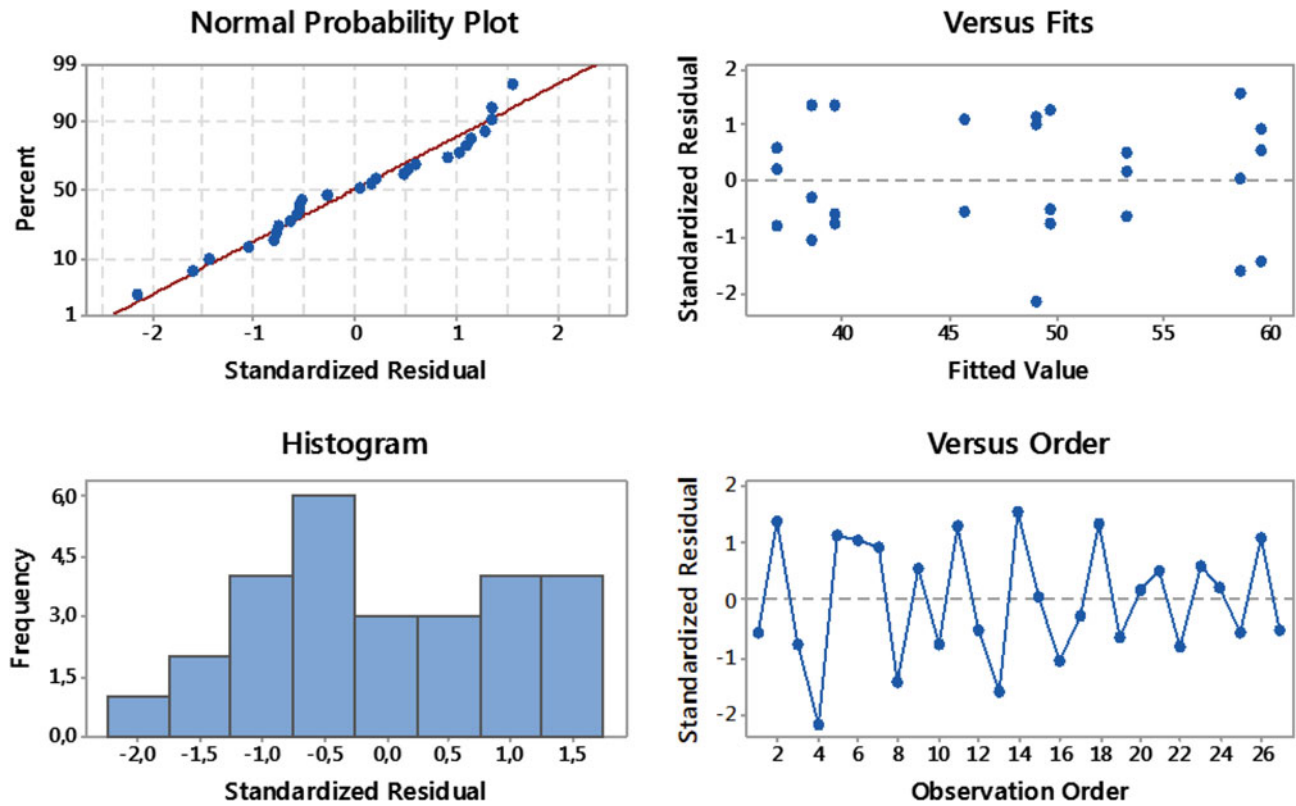 Normal Probability Plot
99
90
50
10
1
Percent
-2 -1 0 1 2
Standardized Residual
Versus Fits
2
1
0
-1
-2
Standardized Residual
40 45 50 55 60
Fitted Value
Histogram
6,0
4,5
3,0
1,5
0,0
Frequency
-2,0 -1,5 -1,0 -0,5 0,0 0,5 1,0 1,5
Standardized Residual
Versus Order
2
1
0
-1
-2
Standardized Residual
2 4 6 8 10 12 14 16 18 20 22 24 26
Observation Order